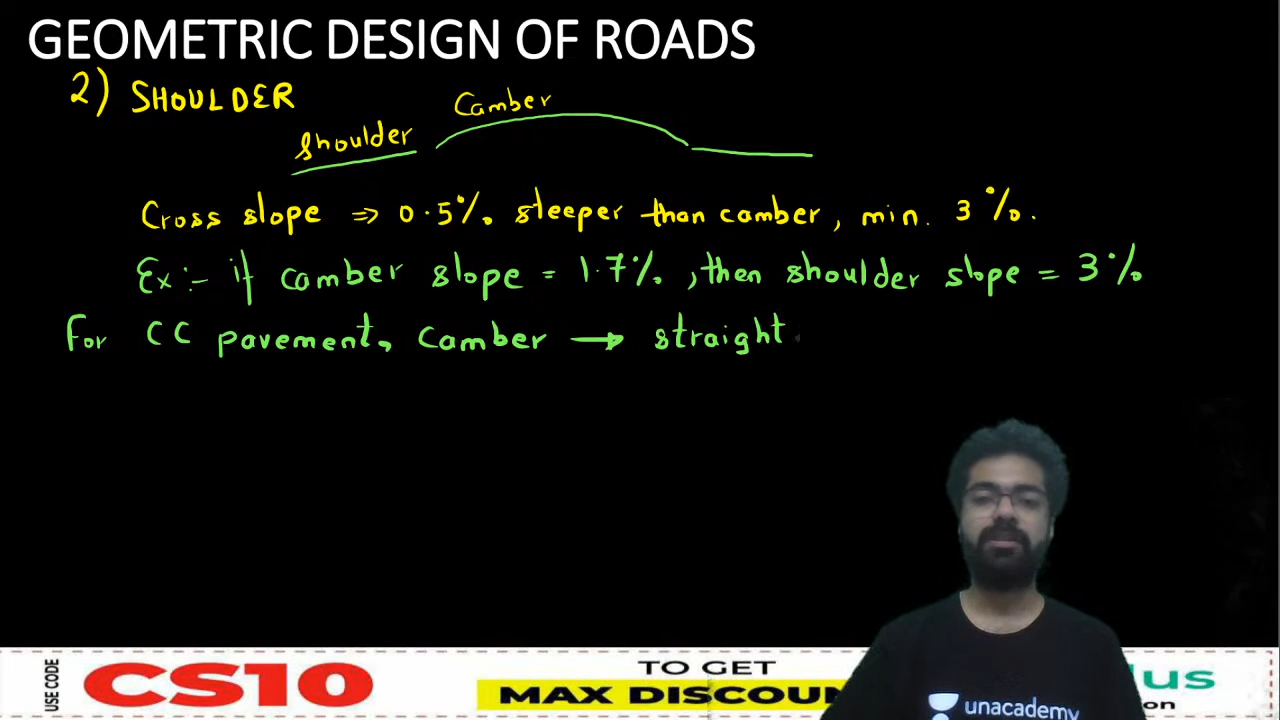 GEOMETRIC DESIGN OF ROADS
2) SHOULDER
Camber
shoulder
Cross slope ⇒ 0.5% steeper than camber, min. 3%.
Ex :- if camber slope = 1.7%, then shoulder slope = 3%
For CC pavement, Camber → straight
USE CODE
CS10
TO GET
MAX DISCOUN
unacademy